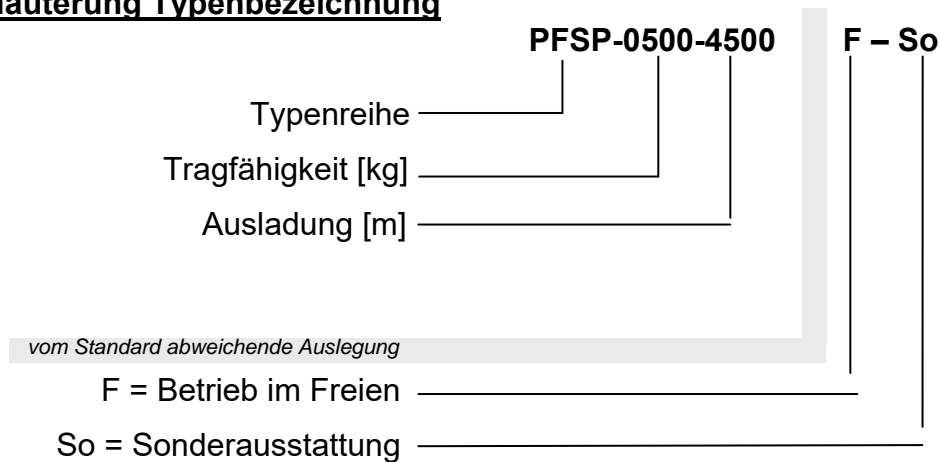 läuterung Typenbezeichnung
PFSP-0500-4500 F – So
Typenreihe
Tragfähigkeit [kg]
Ausladung [m]
vom Standard abweichende Auslegung
F = Betrieb im Freien
So = Sonderausstattung